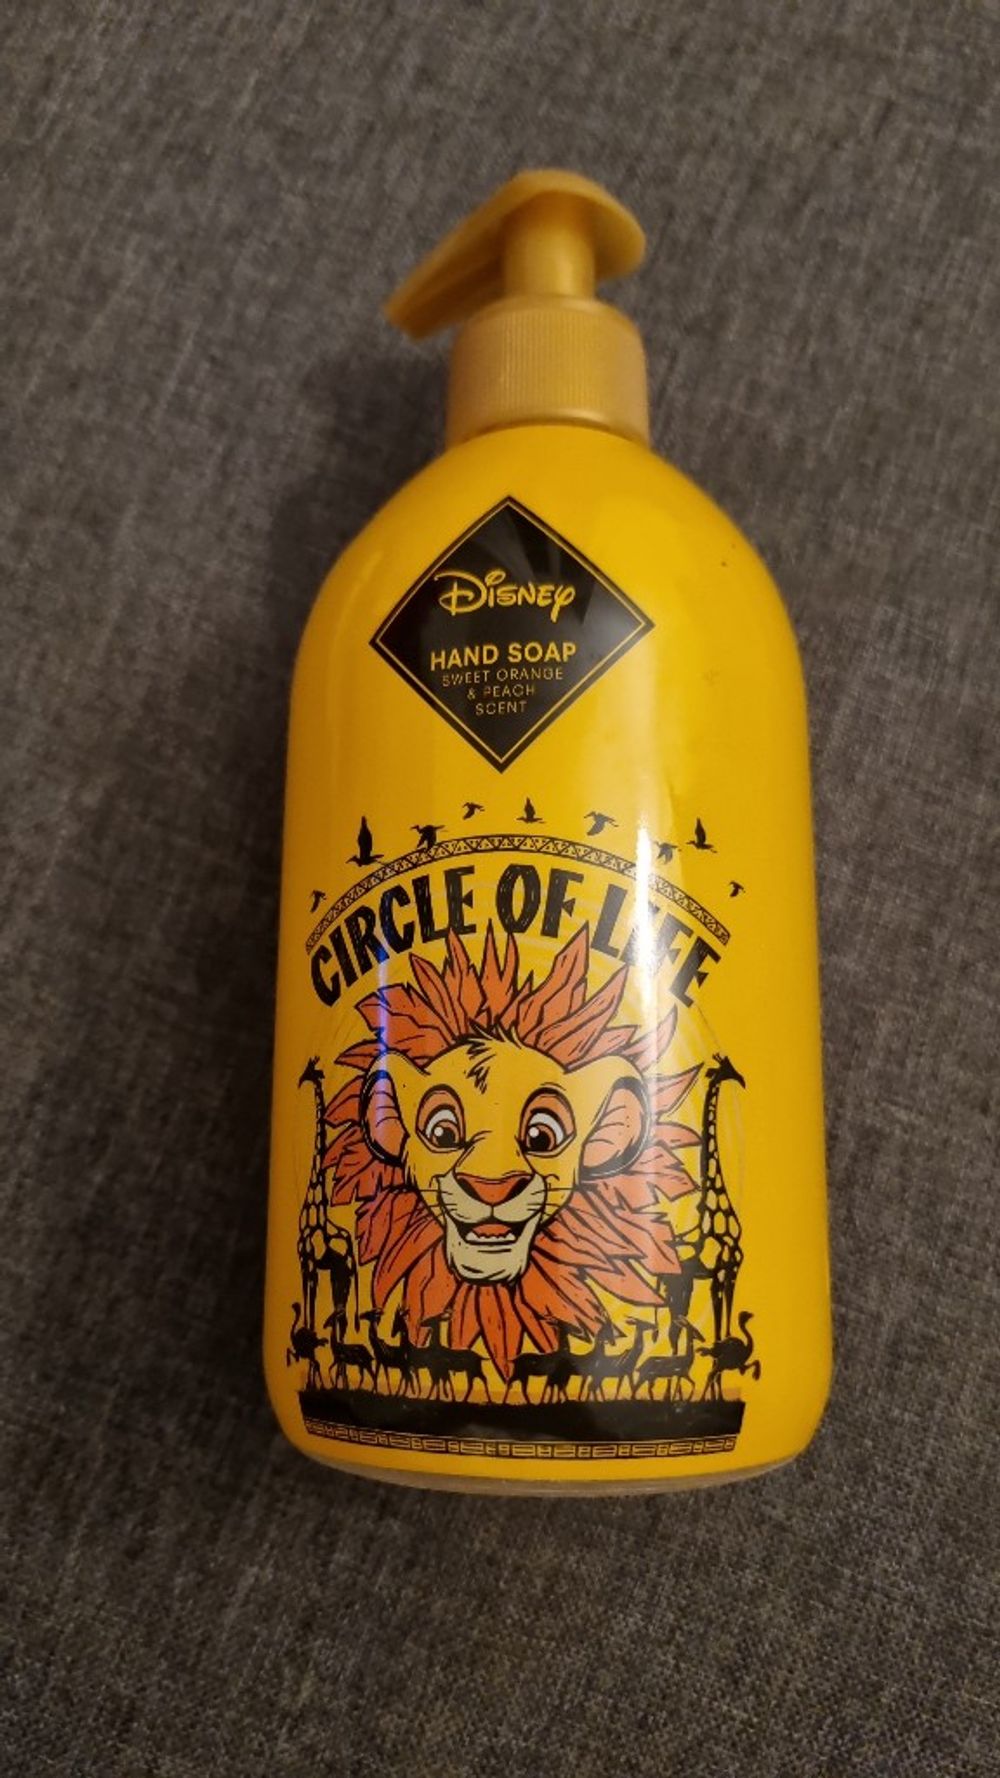 Disney
HAND SOAP
SWEET ORANGE
& PEACH
SCENT
CIRCLE OF LIFE